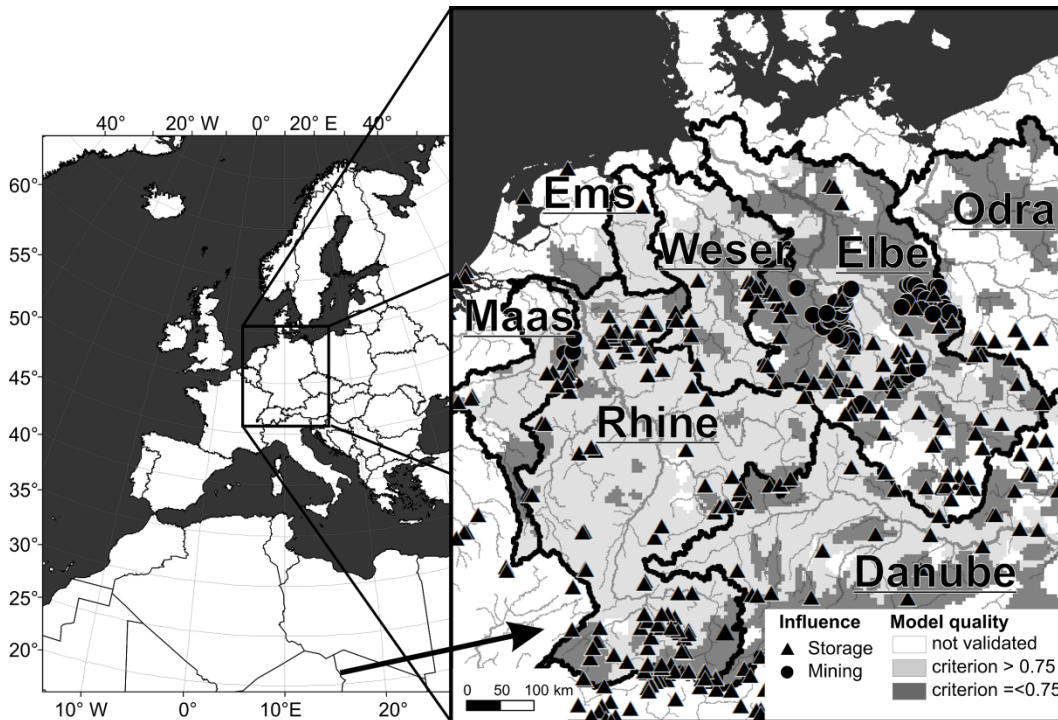 40° 20° W 0° 20° E 40°
60°
55°
50°
45°
40°
35°
30°
25°
20°
10° W 0° 10°E 20°
Ems
Odra
Weser
Elbe
Maas
Rhine
Danube
Influence
Storage
Mining
Model quality
not validated
criterion > 0.75
criterion =<0.75
0 50 100 km